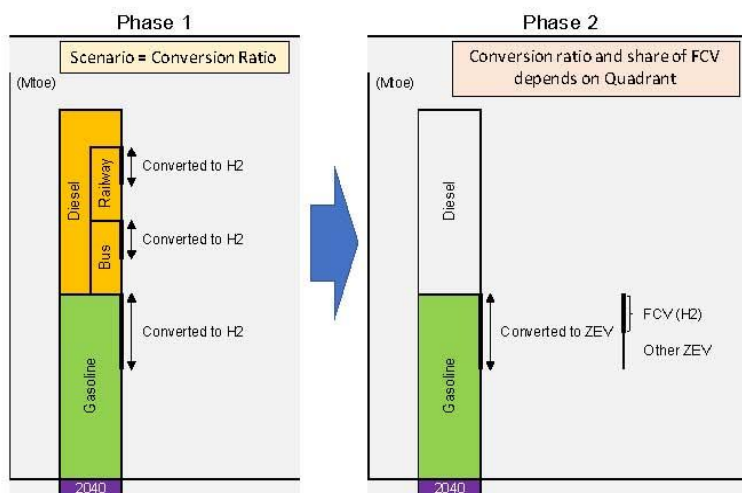 Phase 1
Scenario = Conversion Ratio
(Mtoe)
Diesel
Railway
Converted to H2
Bus
Converted to H2
Gasoline
Converted to H2
2040
Phase 2
Conversion ratio and share of FCV
depends on Quadrant
(Mtoe)
Diesel
Gasoline
Converted to ZEV
FCV (H2)
Other ZEV
2040